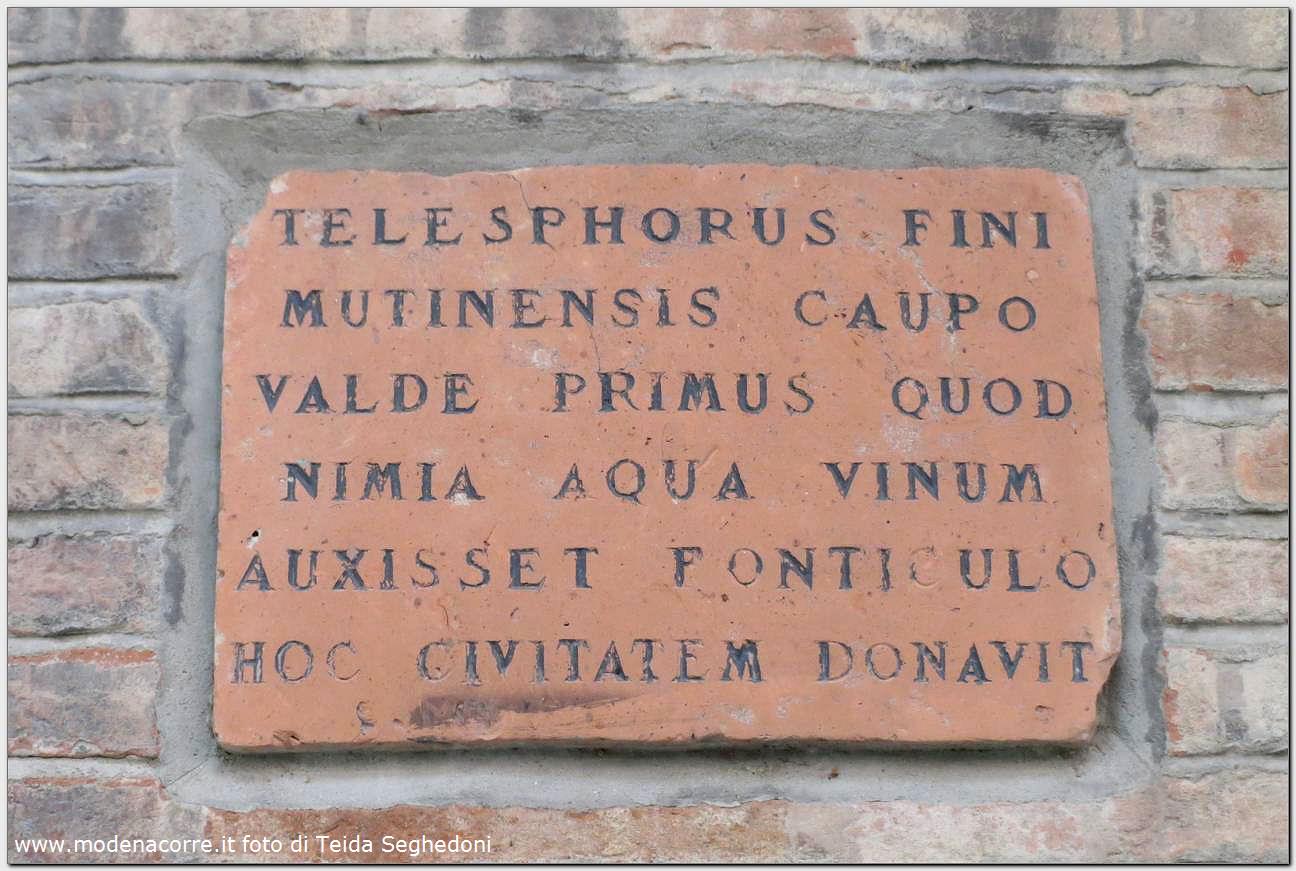 TELESPHORUS FINI
MUTINENSIS CAUPO
VALDE PRIMUS QUOD
NIMIA AQUA VINUM
AUXISSET FONTICULO
HOC CIVITATEM DONAVIT
www.modenacorre.it foto di Teida Seghedoni